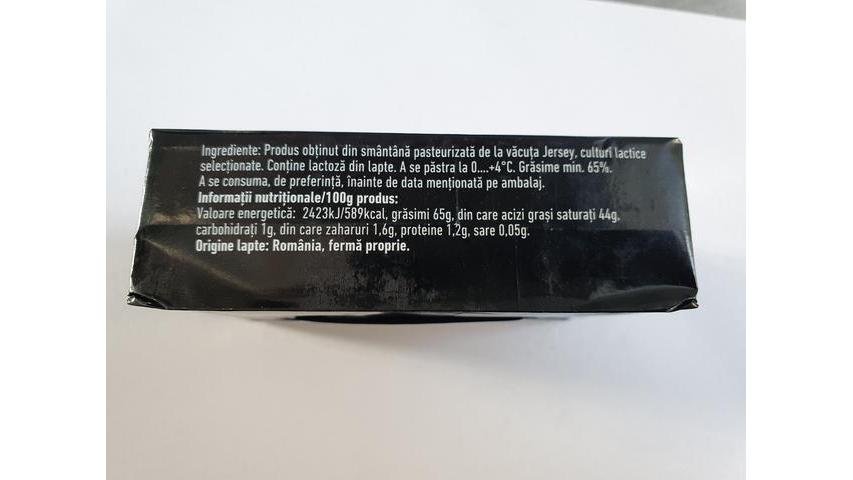 Ingrediente: Produs obținut din smântână pasteurizată de la văcuța Jersey, culturi lactice
selecționate. Conține lactoză din lapte. A se păstra la 0....+4°C. Grăsime min. 65%.
A se consuma, de preferință, înainte de data menționată pe ambalaj.
Informații nutriționale/100g produs:
Valoare energetică: 2423kJ/589kcal, grăsimi 65g, din care acizi grași saturați 44g,
carbohidrați 1g, din care zaharuri 1,6g, proteine 1,2g, sare 0,05g.
Origine lapte: România, fermă proprie.